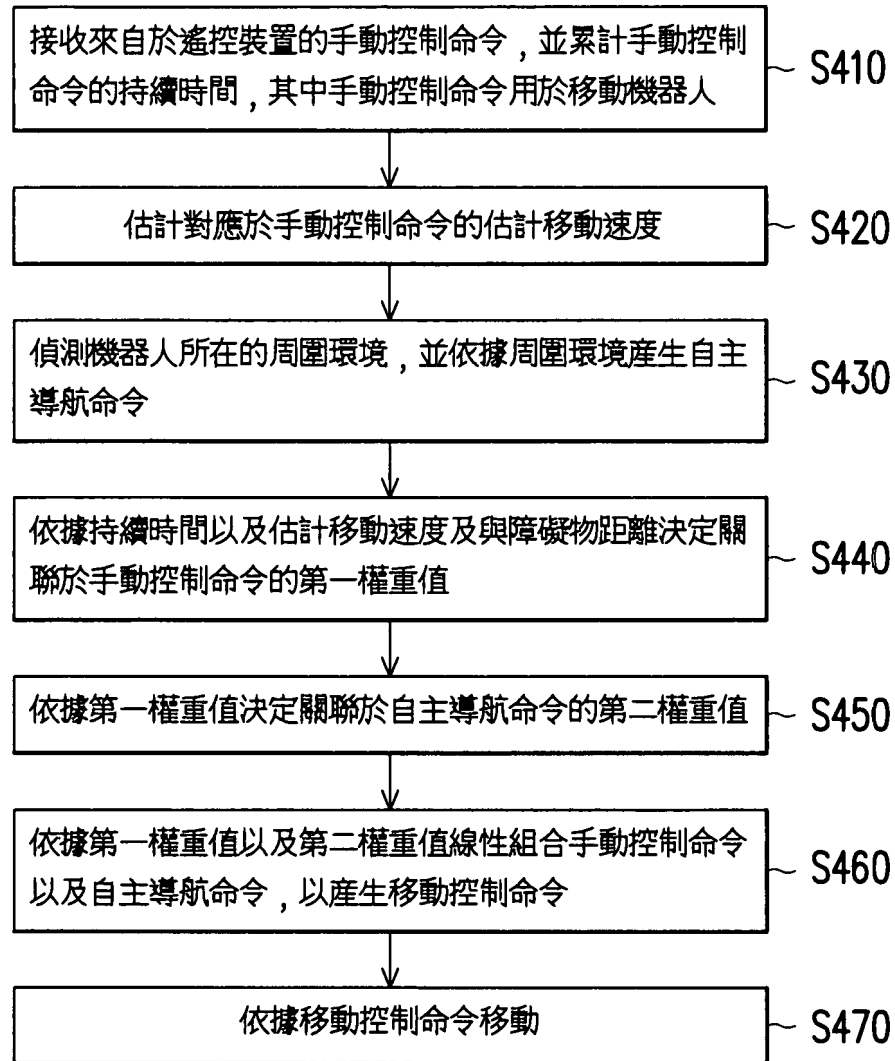 接收來自於遙控裝置的手動控制命令，並累計手動控制
命令的持續時間，其中手動控制命令用於移動機器人
S410
估計對應於手動控制命令的估計移動速度
S420
偵測機器人所在的周圍環境，並依據周圍環境產生自主
導航命令
S430
依據持續時間以及估計移動速度及與障礙物距離決定關
聯於手動控制命令的第一權重值
S440
依據第一權重值決定關聯於自主導航命令的第二權重值
S450
依據第一權重值以及第二權重值線性組合手動控制命令
以及自主導航命令，以產生移動控制命令
S460
依據移動控制命令移動
S470